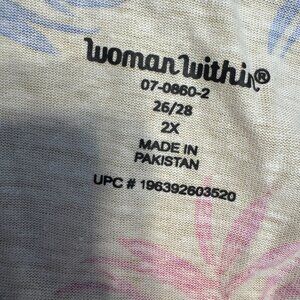 woman within®
07-0860-2
26/28
2X
MADE IN
PAKISTAN
UPC # 196392603520